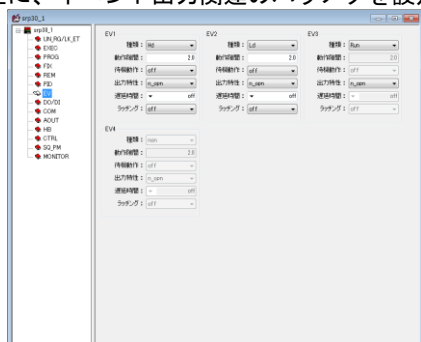 に、イベント出力関連のパラメタを設
srp30_1
srp30_1
UN_RG/LK_ET
EXEC
PROG
FIX
REM
PID
EV
DO/DI
COM
AOUT
HB
CTRL
SQ_PM
MONITOR
EV1
種類： Hd
動作隙間： 2.0
待機動作： off
出力特性： n_opn
遅延時間： off
ラッチング： off
EV2
種類： Ld
動作隙間： 2.0
待機動作： off
出力特性： n_opn
遅延時間： off
ラッチング： off
EV3
種類： Run
動作隙間： 2.0
待機動作： off
出力特性： n_opn
遅延時間： off
ラッチング： off
EV4
種類： non
動作隙間： 2.0
待機動作： off
出力特性： n_opn
遅延時間： off
ラッチング： off